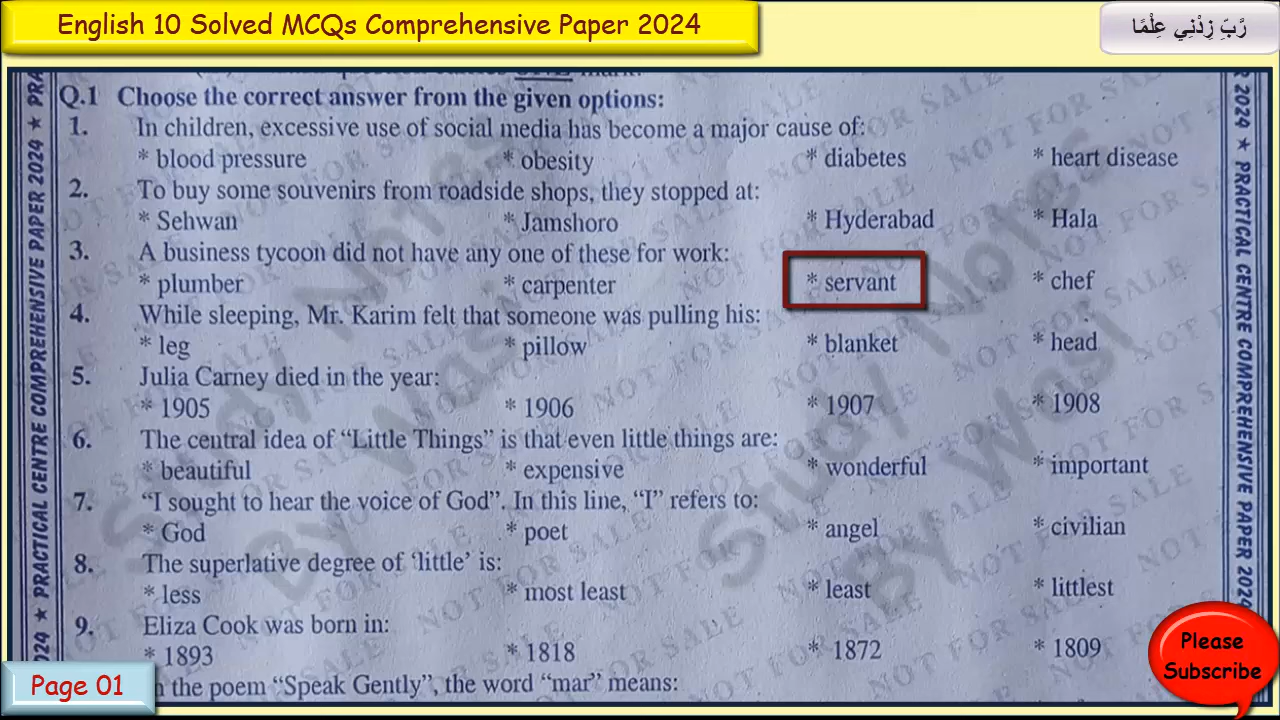 English 10 Solved MCQs Comprehensive Paper 2024
رَّبِّ زِدْنِي عِلْمًا
Q.1 Choose the correct answer from the given options:
1. In children, excessive use of social media has become a major cause of:
* blood pressure * obesity * diabetes * heart disease
2. To buy some souvenirs from roadside shops, they stopped at:
* Sehwan * Jamshoro * Hyderabad * Hala
3. A business tycoon did not have any one of these for work:
* plumber * carpenter * servant * chef
4. While sleeping, Mr. Karim felt that someone was pulling his:
* leg * pillow * blanket * head
5. Julia Carney died in the year:
* 1905 * 1906 * 1907 * 1908
6. The central idea of “Little Things” is that even little things are:
* beautiful * expensive * wonderful * important
7. “I sought to hear the voice of God”. In this line, “I” refers to:
* God * poet * angel * civilian
8. The superlative degree of ‘little’ is:
* less * most least * least * littlest
9. Eliza Cook was born in:
* 1893 * 1818 * 1872 * 1809
the poem “Speak Gently”, the word “mar” means:
Page 01
Please
Subscribe
PRACTICAL CENTRE COMPREHENSIVE PAPER 2024 ★
2024 ★ PRACTICAL CENTRE COMPREHENSIVE PAPER 2024
Study Notes
By Wasi
Study Notes
By Wasi
NOT FOR SALE